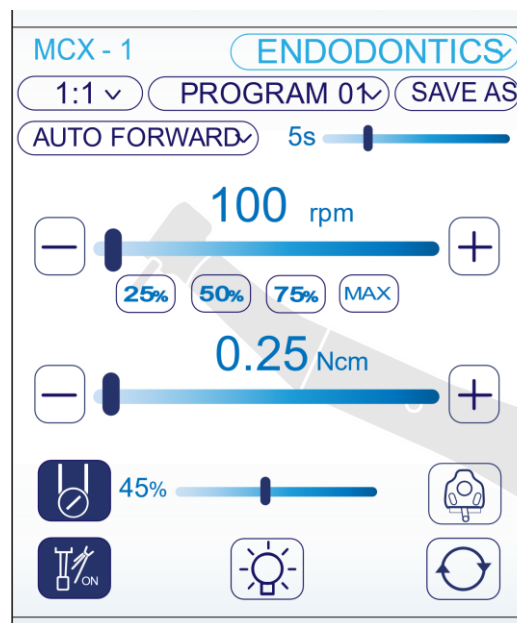 MCX - 1 ENDODONTICS
1:1 PROGRAM 01 SAVE AS
AUTO FORWARD 5s
100 rpm
25% 50% 75% MAX
0.25 Ncm
45%
ON